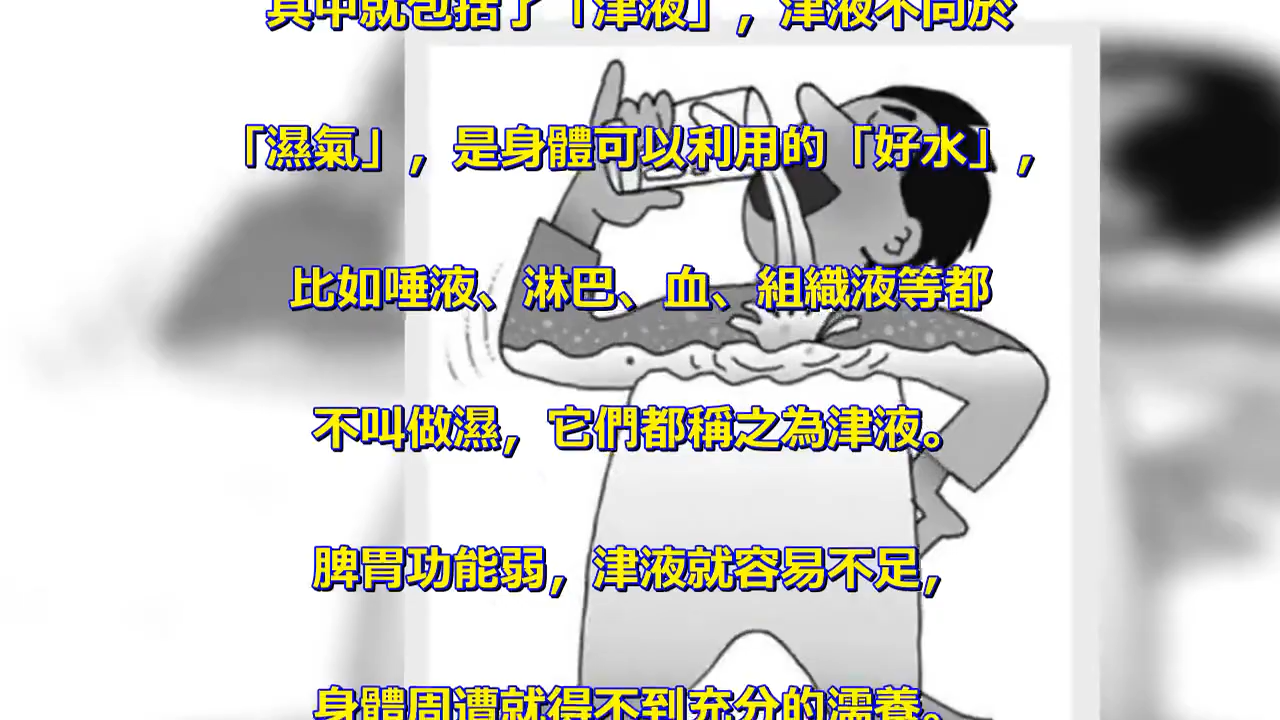 其中就包括了「津液」，津液不同於
「濕氣」，是身體可以利用的「好水」，
比如唾液、淋巴、血、組織液等都
不叫做濕，它們都稱之為津液。
脾胃功能弱，津液就容易不足，
身體周遭就得不到充分的濡養。